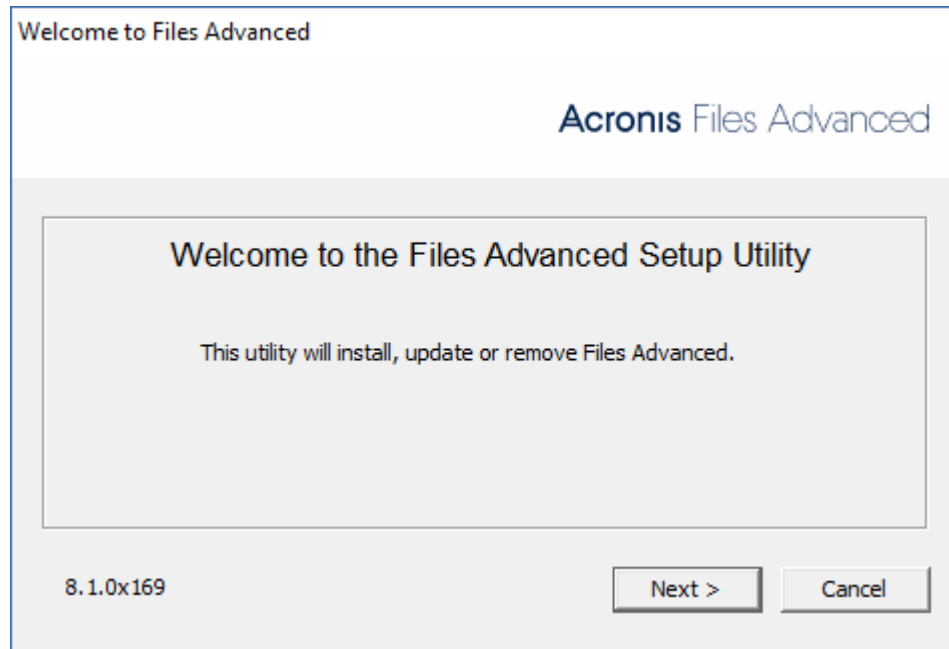 Welcome to Files Advanced
Acronis Files Advanced
Welcome to the Files Advanced Setup Utility
This utility will install, update or remove Files Advanced.
8.1.0x169
Next >
Cancel